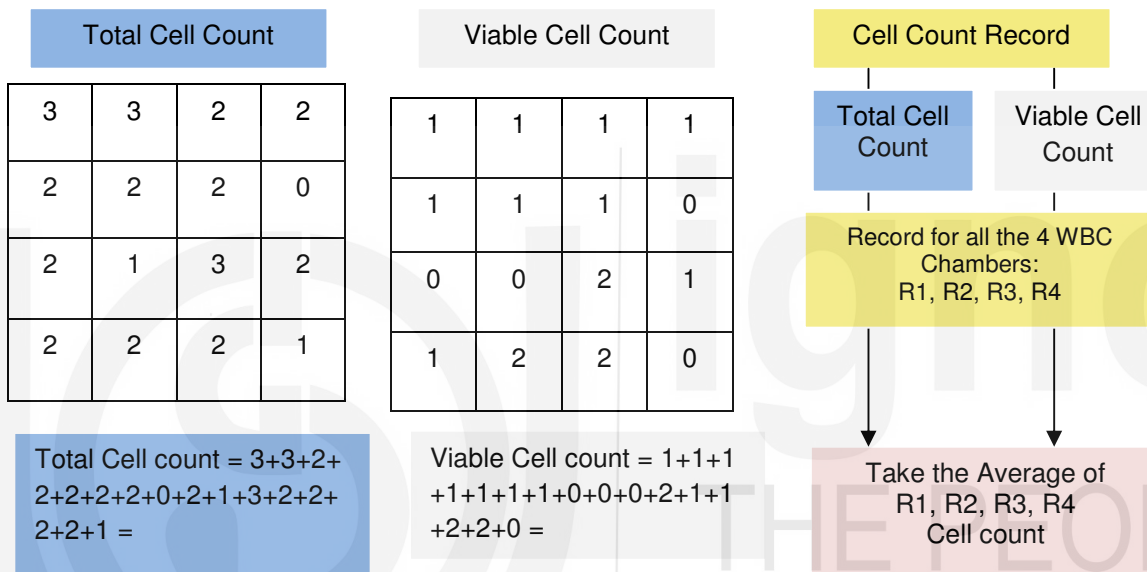 Total Cell Count
3 3 2 2
2 2 2 0
2 1 3 2
2 2 2 1
Total Cell count = 3+3+2+
2+2+2+2+0+2+1+3+2+2+
2+2+1 =
Viable Cell Count
1 1 1 1
1 1 1 0
0 0 2 1
1 2 2 0
Viable Cell count = 1+1+1
+1+1+1+1+0+0+0+2+1+1
+2+2+0 =
Cell Count Record
Total Cell
Count
Viable Cell
Count
Record for all the 4 WBC
Chambers:
R1, R2, R3, R4
Take the Average of
R1, R2, R3, R4
Cell count
ign
THE PEO